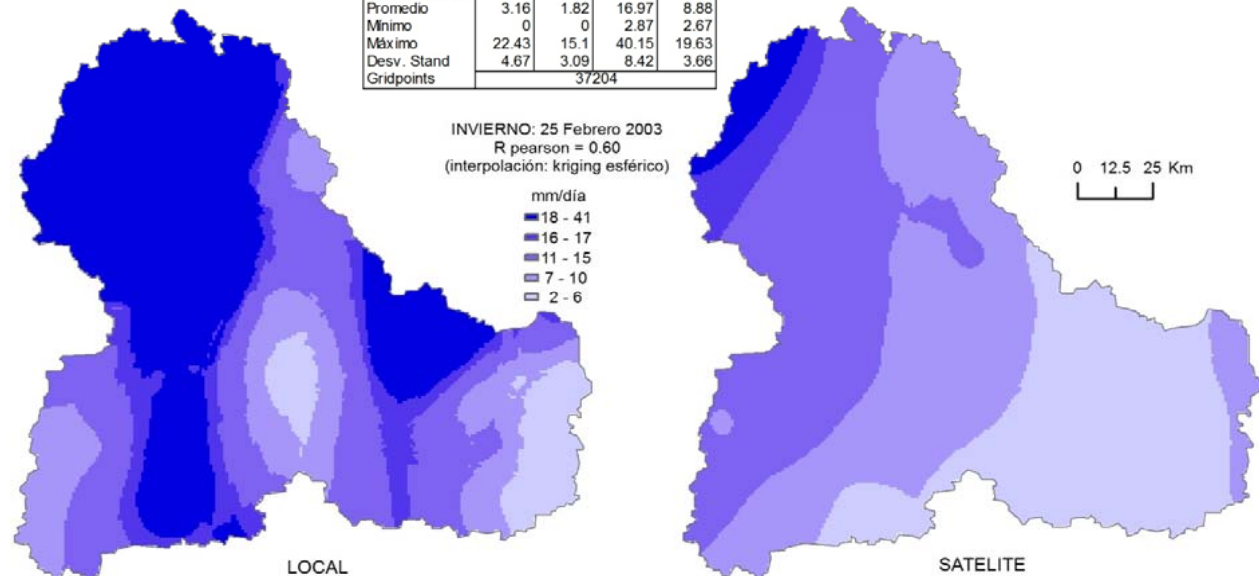 Promedio 3.16 1.82 16.97 8.88
Mínimo 0 0 2.87 2.67
Máximo 22.43 15.1 40.15 19.63
Desv. Stand 4.67 3.09 8.42 3.66
Gridpoints 37204
INVIERNO: 25 Febrero 2003
R pearson = 0.60
(interpolación: kriging esférico)
mm/día
18 - 41
16 - 17
11 - 15
7 - 10
2 - 6
0 12.5 25 Km
LOCAL
SATELITE